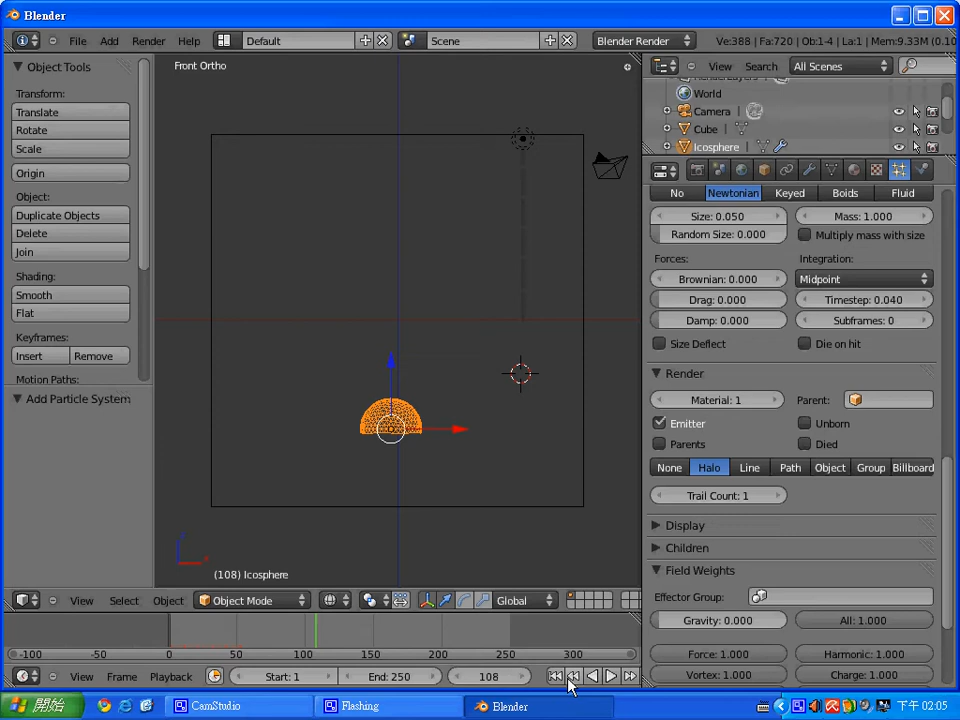 Blender
File Add Render Help Default Scene Blender Render Ve:388 | Fa:720 | Ob:1-4 | La:1 | Mem:9.33M (0.10
Object Tools
Transform:
Translate
Rotate
Scale
Origin
Object:
Duplicate Objects
Delete
Join
Shading:
Smooth
Flat
Keyframes:
Insert Remove
Motion Paths:
Add Particle System
Front Ortho
(108) Icosphere
View Select Object Object Mode Global
-100 -50 0 50 100 150 200 250 300
View Frame Playback Start: 1 End: 250 108
View Search All Scenes
World
Camera
Cube
Icosphere
No Newtonian Keyed Boids Fluid
Size: 0.050 Mass: 1.000
Random Size: 0.000 Multiply mass with size
Forces: Integration:
Brownian: 0.000 Midpoint
Drag: 0.000 Timestep: 0.040
Damp: 0.000 Subframes: 0
Size Deflect Die on hit
Render
Material: 1 Parent:
Emitter Unborn
Parents Died
None Halo Line Path Object Group Billboard
Trail Count: 1
Display
Children
Field Weights
Effector Group:
Gravity: 0.000 All: 1.000
Force: 1.000 Harmonic: 1.000
Vortex: 1.000 Charge: 1.000
開始 CamStudio Flashing Blender 下午 02:05